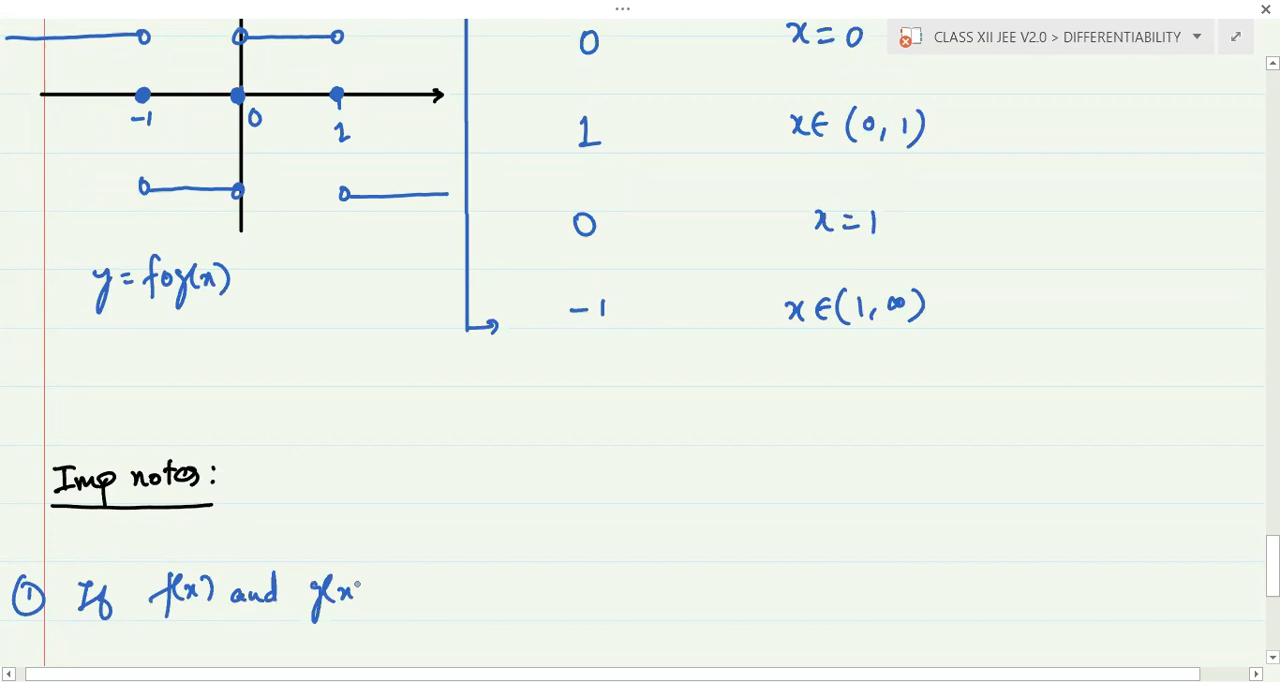 ...
0 x = 0 CLASS XII JEE V2.0 > DIFFERENTIABILITY
-1 0 1
1 x ∈ (0, 1)
0 x = 1
y = fog(x)
-1 x ∈ (1, ∞)
Imp notes:
① If f(x) and g(x